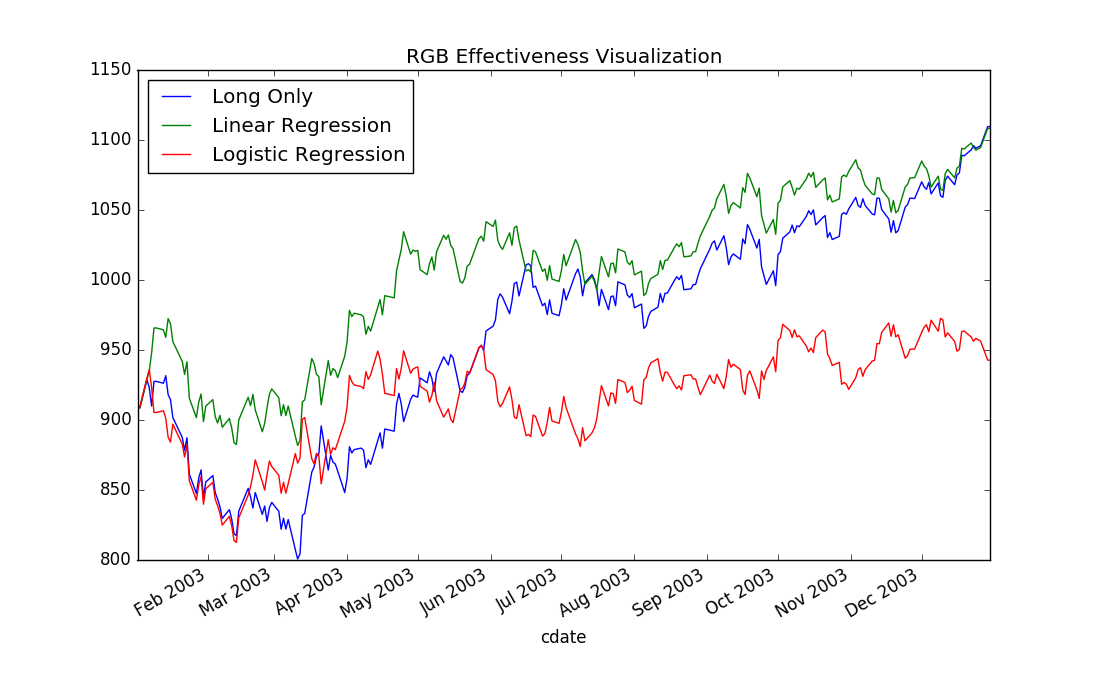 RGB Effectiveness Visualization
1150
1100
1050
1000
950
900
850
800
Long Only
Linear Regression
Logistic Regression
Feb 2003
Mar 2003
Apr 2003
May 2003
Jun 2003
Jul 2003
Aug 2003
Sep 2003
Oct 2003
Nov 2003
Dec 2003
cdate